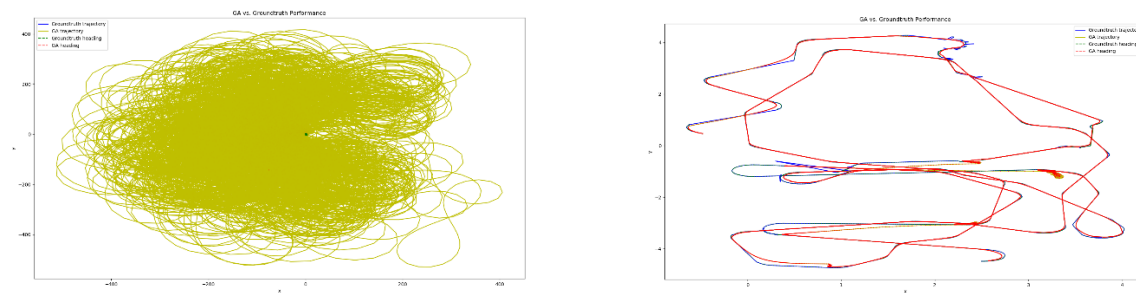 GA vs. Groundtruth Performance
Groundtruth trajectory
GA trajectory
Groundtruth heading
GA heading
400
200
0
-200
-400
y
-400
-200
0
200
400
x
GA vs. Groundtruth Performance
Groundtruth trajectory
GA trajectory
Groundtruth heading
GA heading
4
2
0
-2
-4
y
0
1
2
3
4
x